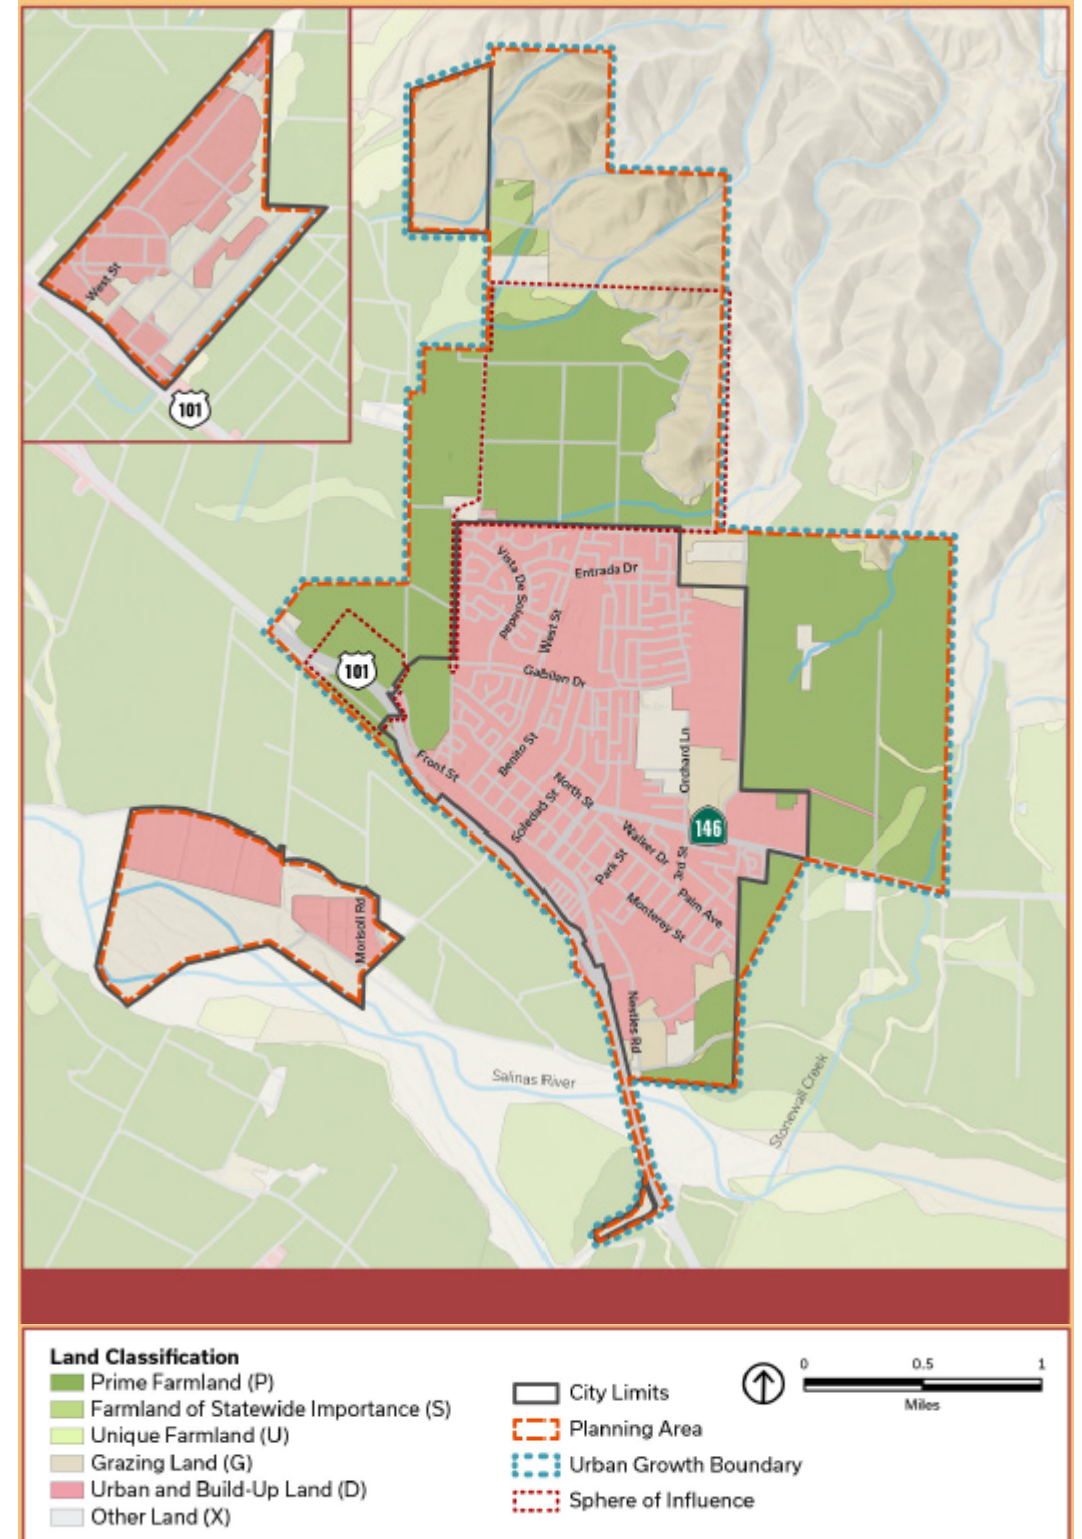 West St
101
Vista De Soledad
Entrada Dr
West St
101
Gabilan Dr
Orchard Ln
Front St
Benito St
North St
Soledad St
146
Walker Dr
3rd St
Park St
Palm Ave
Monterey St
Morisoli Rd
Nestles Rd
Salinas River
Stonewall Creek
Land Classification
Prime Farmland (P)
Farmland of Statewide Importance (S)
Unique Farmland (U)
Grazing Land (G)
Urban and Build-Up Land (D)
Other Land (X)
City Limits
Planning Area
Urban Growth Boundary
Sphere of Influence
0 0.5 1
Miles